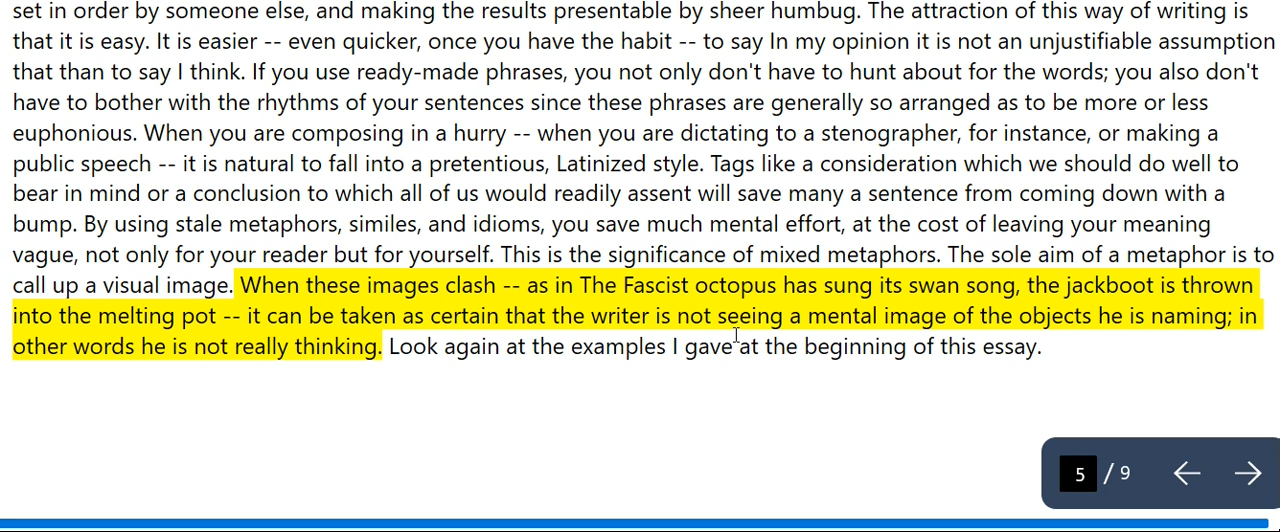 set in order by someone else, and making the results presentable by sheer humbug. The attraction of this way of writing is
that it is easy. It is easier -- even quicker, once you have the habit -- to say In my opinion it is not an unjustifiable assumption
that than to say I think. If you use ready-made phrases, you not only don't have to hunt about for the words; you also don't
have to bother with the rhythms of your sentences since these phrases are generally so arranged as to be more or less
euphonious. When you are composing in a hurry -- when you are dictating to a stenographer, for instance, or making a
public speech -- it is natural to fall into a pretentious, Latinized style. Tags like a consideration which we should do well to
bear in mind or a conclusion to which all of us would readily assent will save many a sentence from coming down with a
bump. By using stale metaphors, similes, and idioms, you save much mental effort, at the cost of leaving your meaning
vague, not only for your reader but for yourself. This is the significance of mixed metaphors. The sole aim of a metaphor is to
call up a visual image. When these images clash -- as in The Fascist octopus has sung its swan song, the jackboot is thrown
into the melting pot -- it can be taken as certain that the writer is not seeing a mental image of the objects he is naming; in
other words he is not really thinking. Look again at the examples I gave at the beginning of this essay.
5 / 9